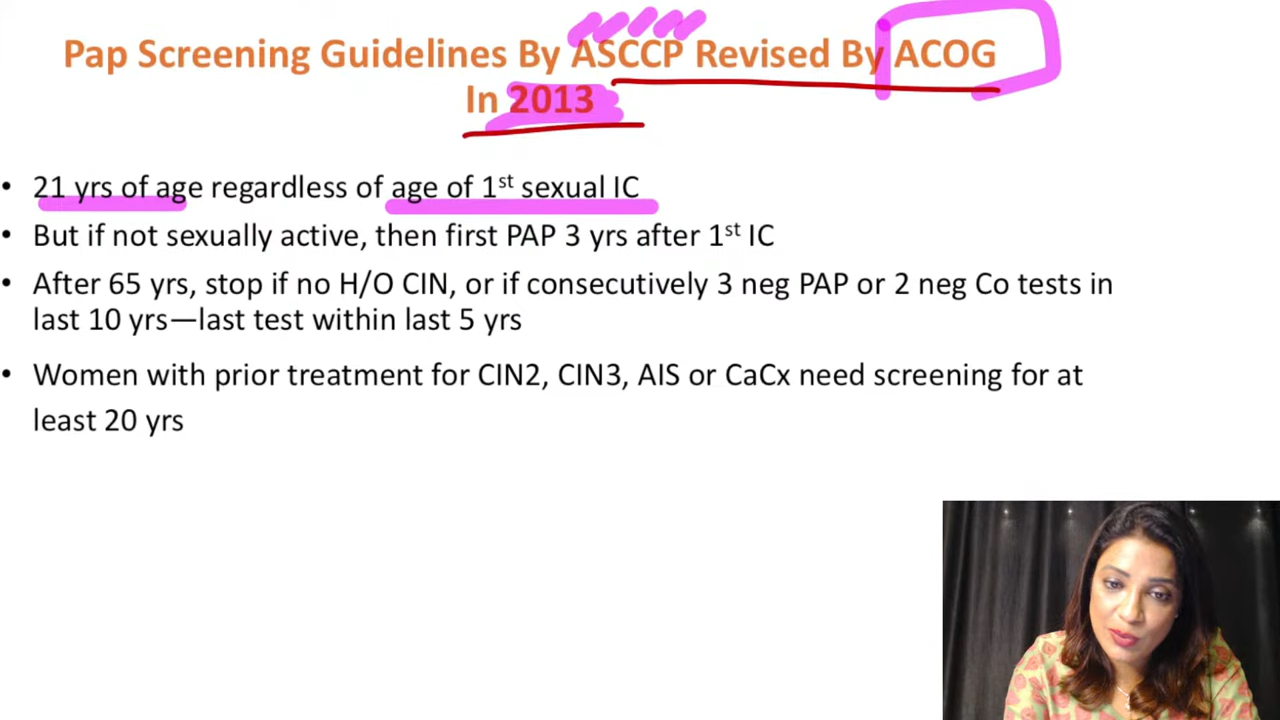 Pap Screening Guidelines By ASCCP Revised By ACOG
In 2013
• 21 yrs of age regardless of age of 1st sexual IC
• But if not sexually active, then first PAP 3 yrs after 1st IC
• After 65 yrs, stop if no H/O CIN, or if consecutively 3 neg PAP or 2 neg Co tests in
last 10 yrs—last test within last 5 yrs
• Women with prior treatment for CIN2, CIN3, AIS or CaCx need screening for at
least 20 yrs